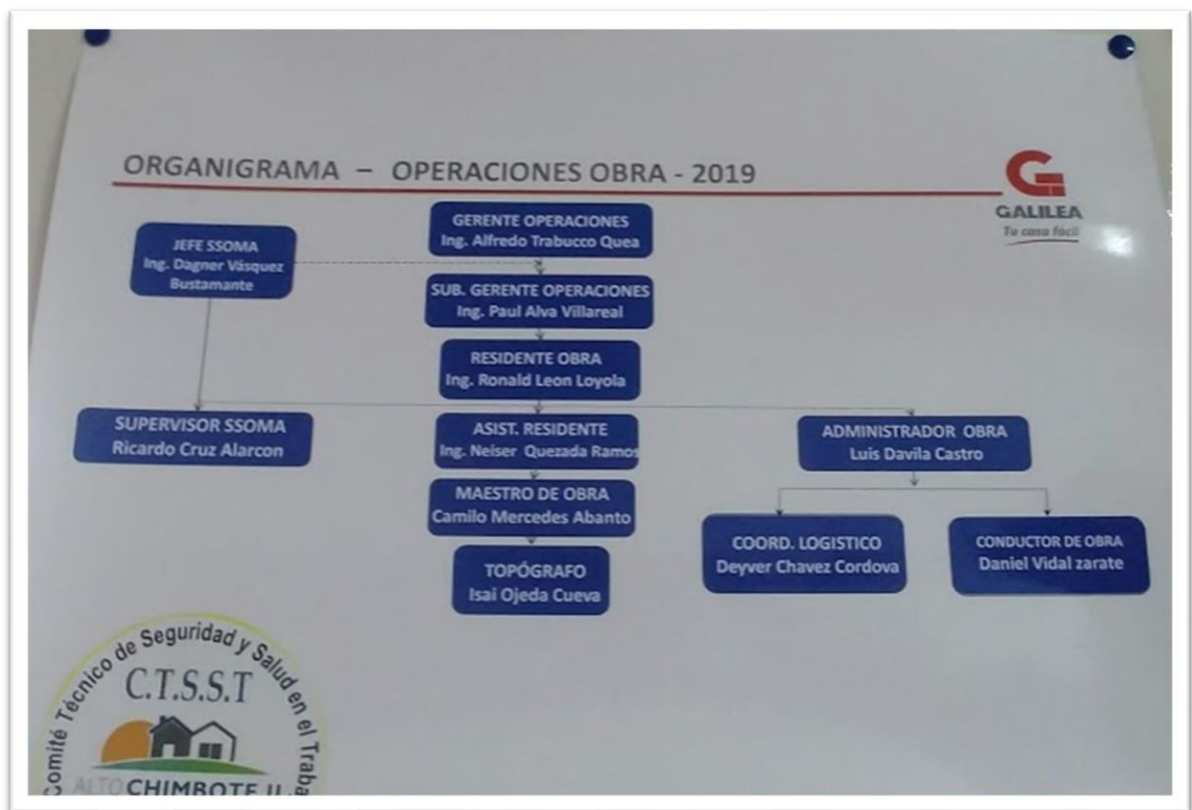 ORGANIGRAMA – OPERACIONES OBRA - 2019
GALILEA
Tu casa fácil
GERENTE OPERACIONES
Ing. Alfredo Trabucco Quea
JEFE SSOMA
Ing. Dagner Vásquez
Bustamante
SUB. GERENTE OPERACIONES
Ing. Paul Alva Villareal
RESIDENTE OBRA
Ing. Ronald Leon Loyola
SUPERVISOR SSOMA
Ricardo Cruz Alarcon
ASIST. RESIDENTE
Ing. Neiser Quezada Ramos
ADMINISTRADOR OBRA
Luis Davila Castro
MAESTRO DE OBRA
Camilo Mercedes Abanto
COORD. LOGISTICO
Deyver Chavez Cordova
CONDUCTOR DE OBRA
Daniel Vidal zarate
TOPÓGRAFO
Isai Ojeda Cueva
Comité Técnico de Seguridad y Salud en el Traba
C.T.S.S.T
ALTO CHIMBOTE II